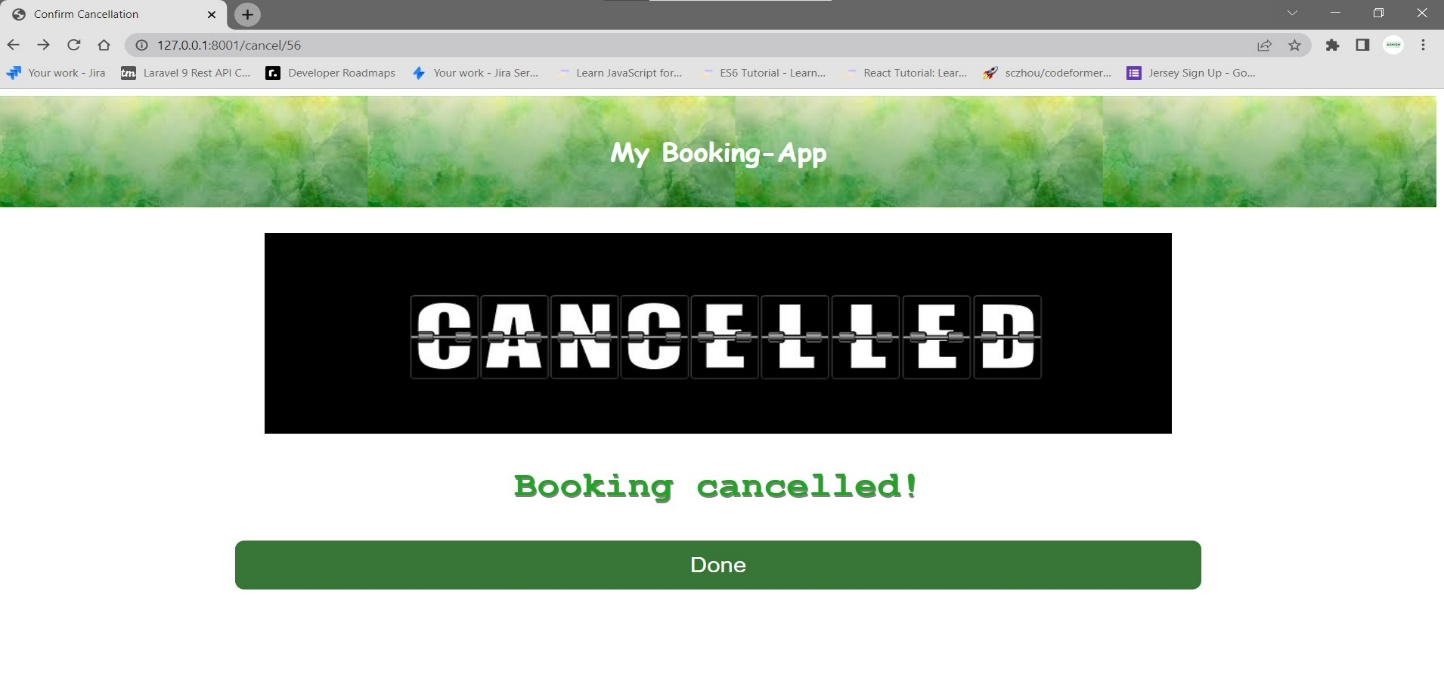 Confirm Cancellation
127.0.0.1:8001/cancel/56
Your work - Jira
tm
Laravel 9 Rest API C...
r.
Developer Roadmaps
Your work - Jira Ser...
Learn JavaScript for...
ES6 Tutorial - Learn...
React Tutorial: Lear...
sczhou/codeformer...
Jersey Sign Up - Go...
My Booking-App
CANCELLED
Booking cancelled!
Done